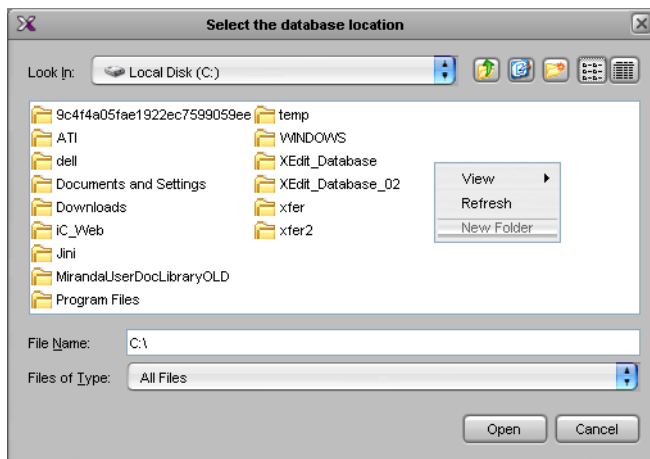 Select the database location
Look In:
Local Disk (C:)
9c4f4a05fae1922ec7599059ee
ATI
dell
Documents and Settings
Downloads
iC_Web
Jini
MirandaUserDocLibraryOLD
Program Files
temp
WINDOWS
XEdit_Database
XEdit_Database_02
xfer
xfer2
View
Refresh
New Folder
File Name:
C:\
Files of Type:
All Files
Open
Cancel